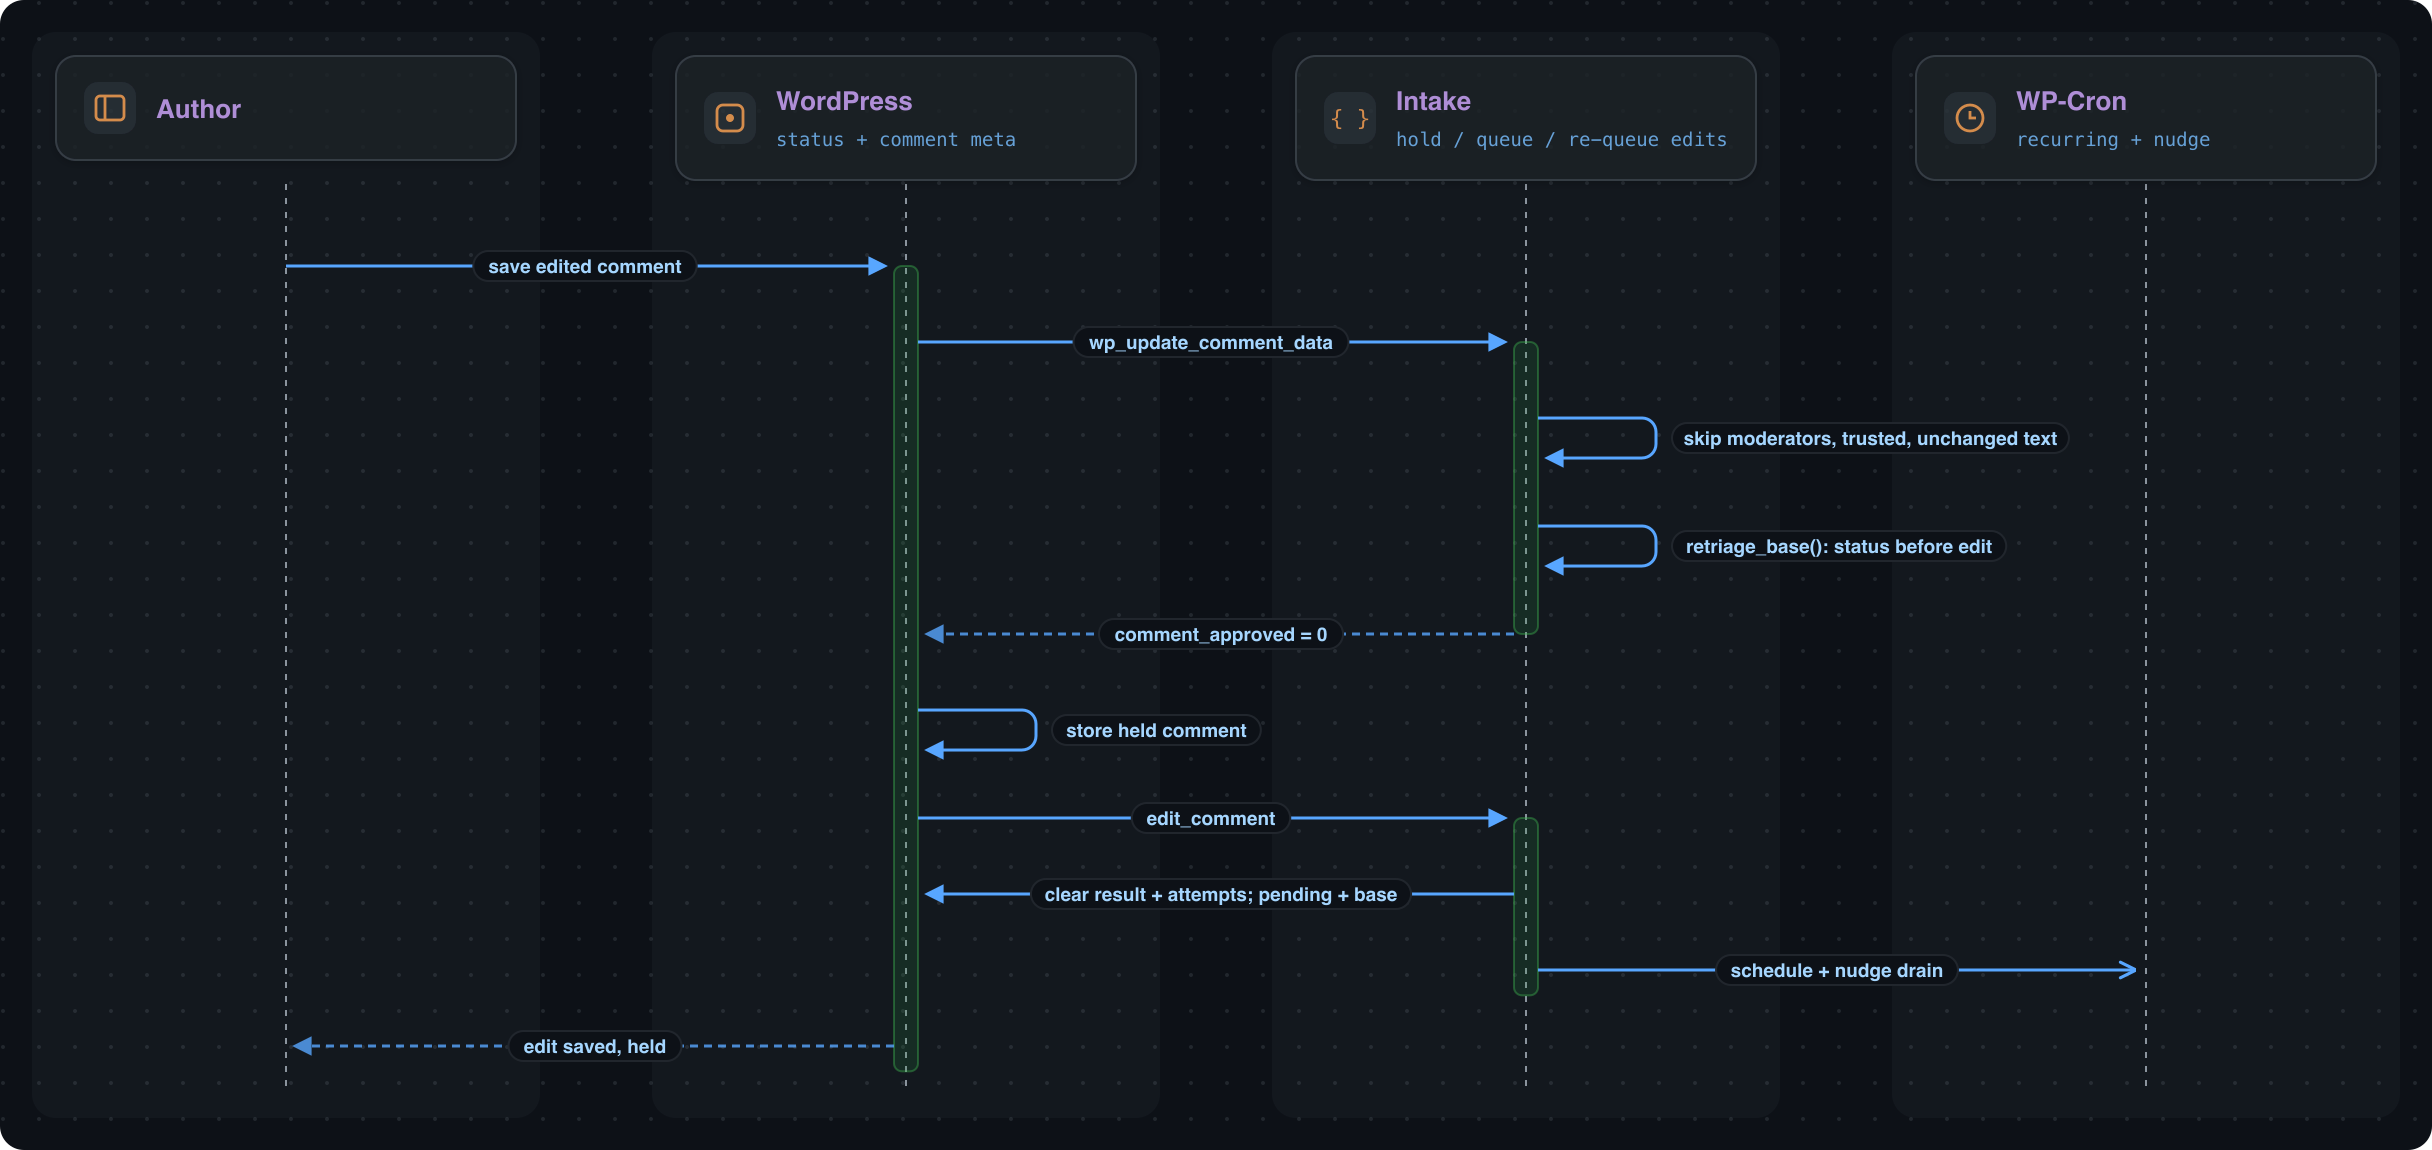 Author
WordPress
status + comment meta
{ }
Intake
hold / queue / re-queue edits
WP-Cron
recurring + nudge
save edited comment
wp_update_comment_data
skip moderators, trusted, unchanged text
retriage_base(): status before edit
comment_approved = 0
store held comment
edit_comment
clear result + attempts; pending + base
schedule + nudge drain
edit saved, held